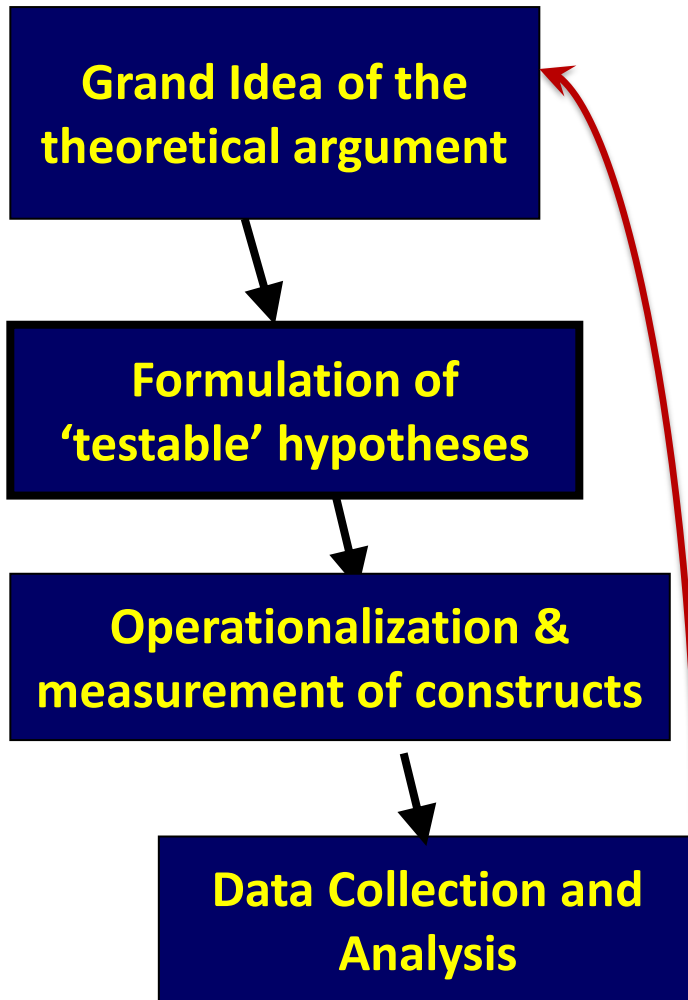 Grand Idea of the
theoretical argument
Formulation of
‘testable’ hypotheses
Operationalization &
measurement of constructs
Data Collection and
Analysis